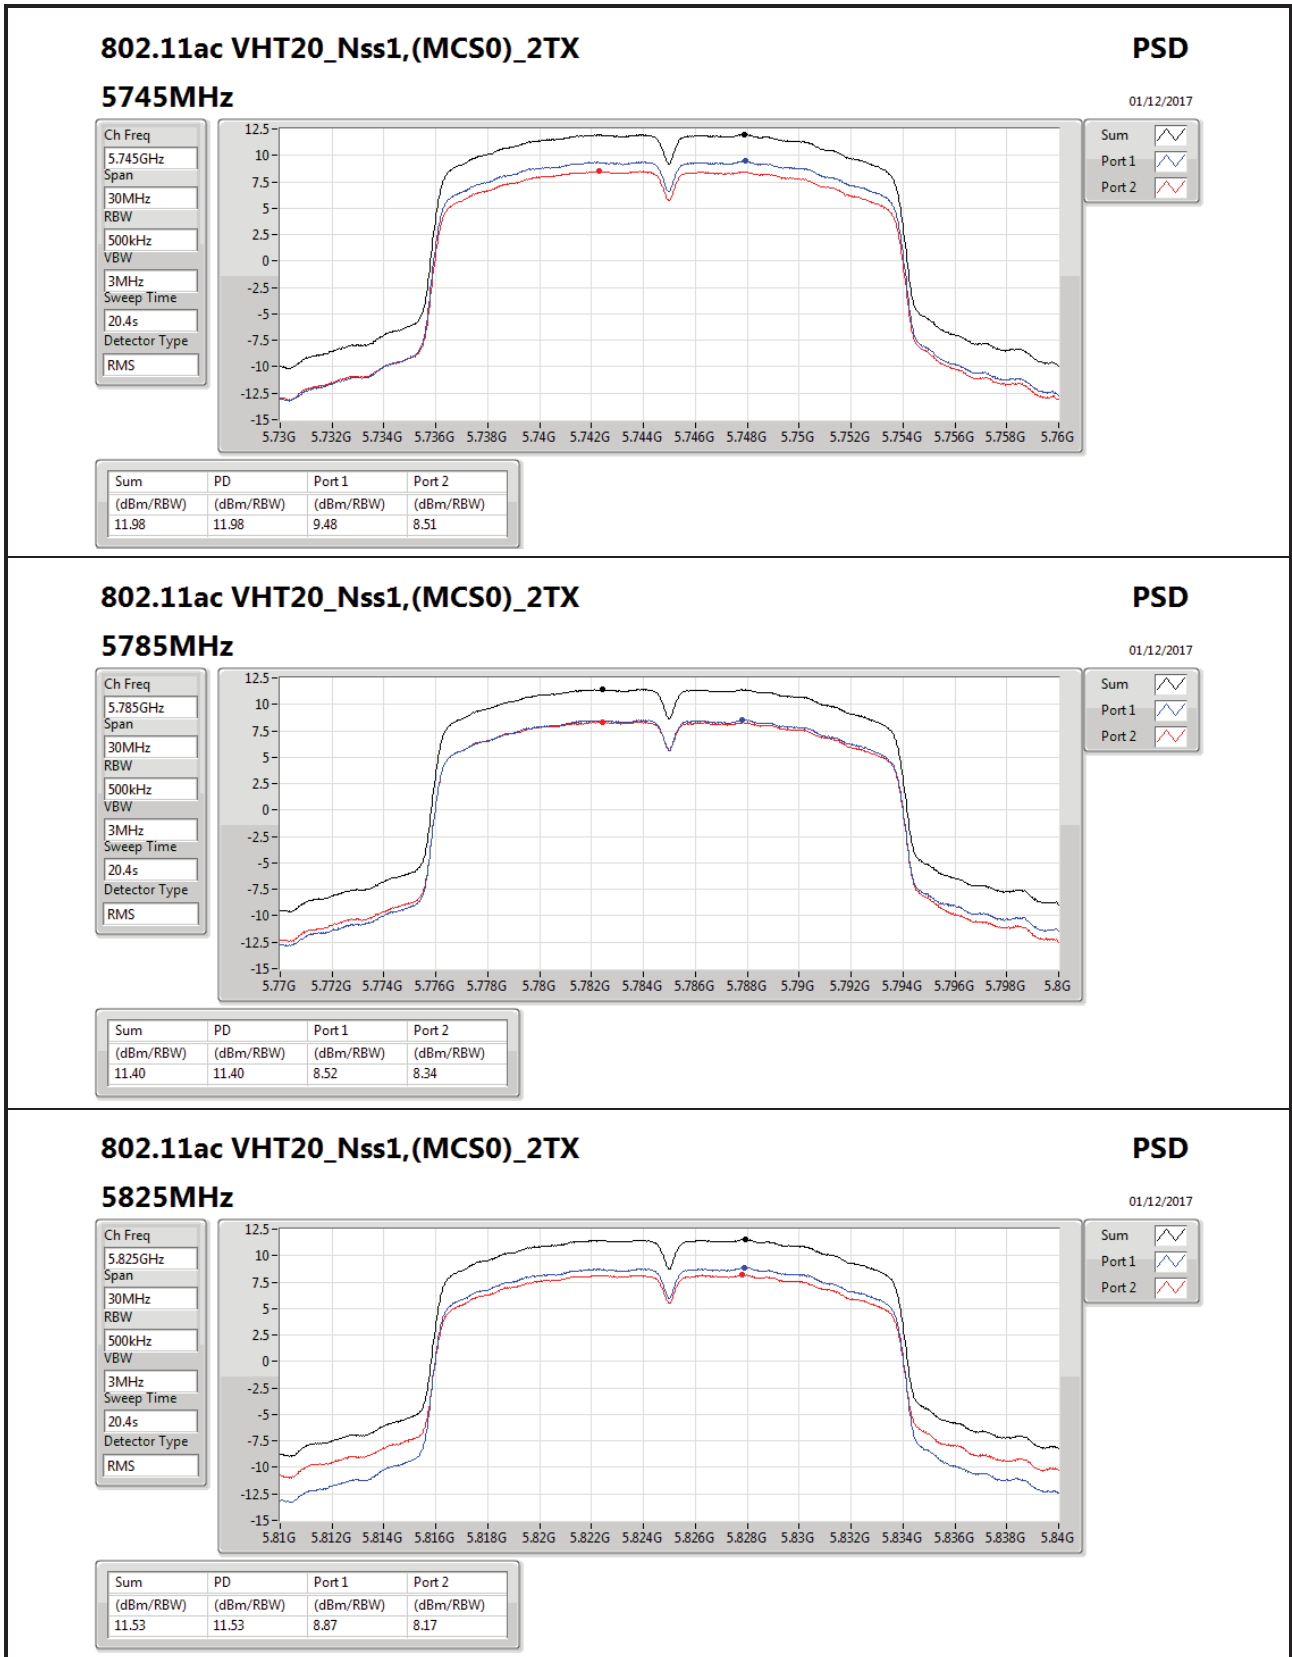 802.11ac VHT20_Nss1,(MCS0)_2TX PSD
5745MHz 01/12/2017
Ch Freq
5.745GHz
Span
30MHz
RBW
500kHz
VBW
3MHz
Sweep Time
20.4s
Detector Type
RMS
12.5
10
7.5
5
2.5
0
-2.5
-5
-7.5
-10
-12.5
-15
5.73G 5.732G 5.734G 5.736G 5.738G 5.74G 5.742G 5.744G 5.746G 5.748G 5.75G 5.752G 5.754G 5.756G 5.758G 5.76G
Sum
Port 1
Port 2
Sum PD Port 1 Port 2
(dBm/RBW) (dBm/RBW) (dBm/RBW) (dBm/RBW)
11.98 11.98 9.48 8.51
802.11ac VHT20_Nss1,(MCS0)_2TX PSD
5785MHz 01/12/2017
Ch Freq
5.785GHz
Span
30MHz
RBW
500kHz
VBW
3MHz
Sweep Time
20.4s
Detector Type
RMS
12.5
10
7.5
5
2.5
0
-2.5
-5
-7.5
-10
-12.5
-15
5.77G 5.772G 5.774G 5.776G 5.778G 5.78G 5.782G 5.784G 5.786G 5.788G 5.79G 5.792G 5.794G 5.796G 5.798G 5.8G
Sum
Port 1
Port 2
Sum PD Port 1 Port 2
(dBm/RBW) (dBm/RBW) (dBm/RBW) (dBm/RBW)
11.40 11.40 8.52 8.34
802.11ac VHT20_Nss1,(MCS0)_2TX PSD
5825MHz 01/12/2017
Ch Freq
5.825GHz
Span
30MHz
RBW
500kHz
VBW
3MHz
Sweep Time
20.4s
Detector Type
RMS
12.5
10
7.5
5
2.5
0
-2.5
-5
-7.5
-10
-12.5
-15
5.81G 5.812G 5.814G 5.816G 5.818G 5.82G 5.822G 5.824G 5.826G 5.828G 5.83G 5.832G 5.834G 5.836G 5.838G 5.84G
Sum
Port 1
Port 2
Sum PD Port 1 Port 2
(dBm/RBW) (dBm/RBW) (dBm/RBW) (dBm/RBW)
11.53 11.53 8.87 8.17